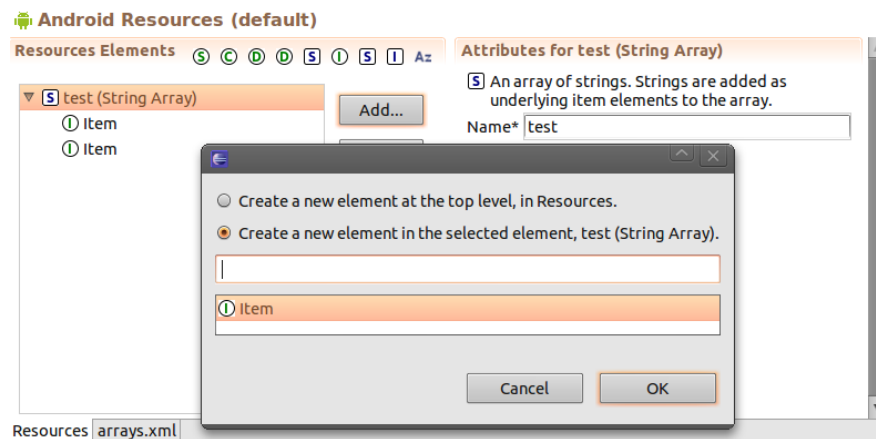 Android Resources (default)
Resources Elements
S C D D S I S I Az
Attributes for test (String Array)
S test (String Array)
I Item
I Item
Add...
S An array of strings. Strings are added as
underlying item elements to the array.
Name* test
Create a new element at the top level, in Resources.
Create a new element in the selected element, test (String Array).
I Item
Cancel
OK
Resources
arrays.xml